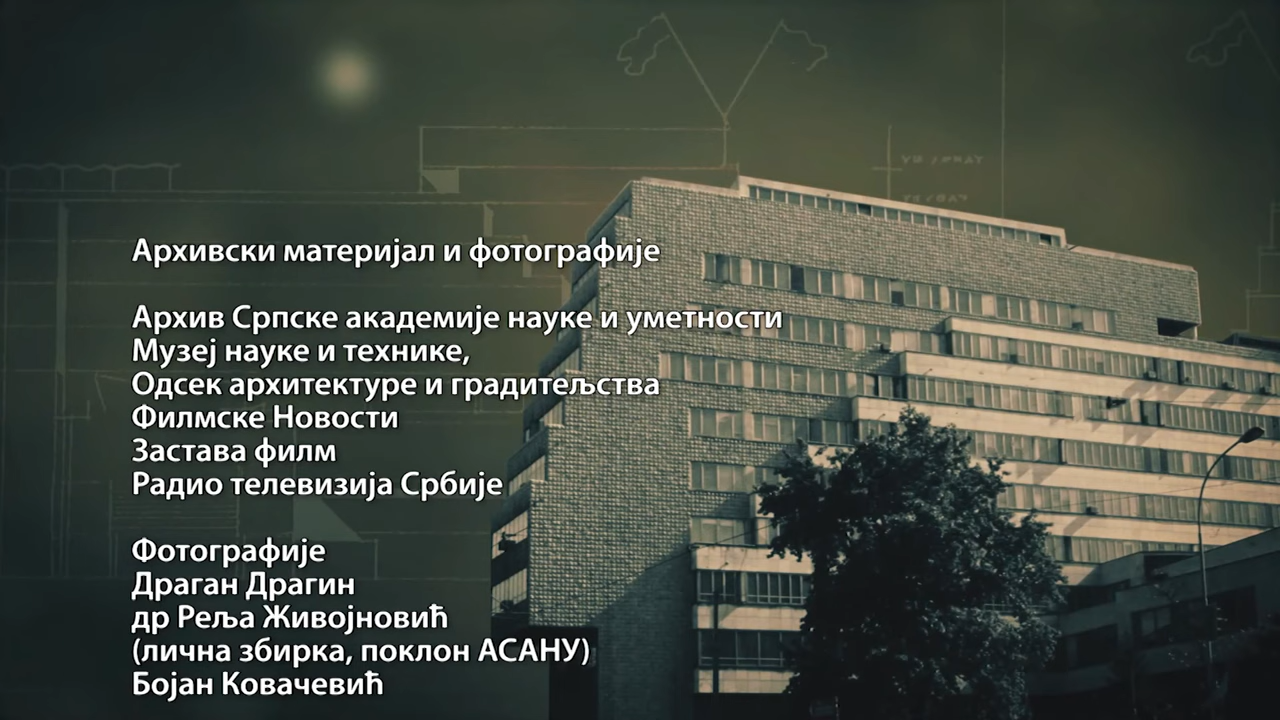 Архивски материјал и фотографије
Архив Српске академије науке и уметности
Музеј науке и технике,
Одсек архитектуре и градитељства
Филмске Новости
Застава филм
Радио телевизија Србије
Фотографије
Драган Драгин
др Реља Живојновић
(лична збирка, поклон АСАНУ)
Бојан Ковачевић